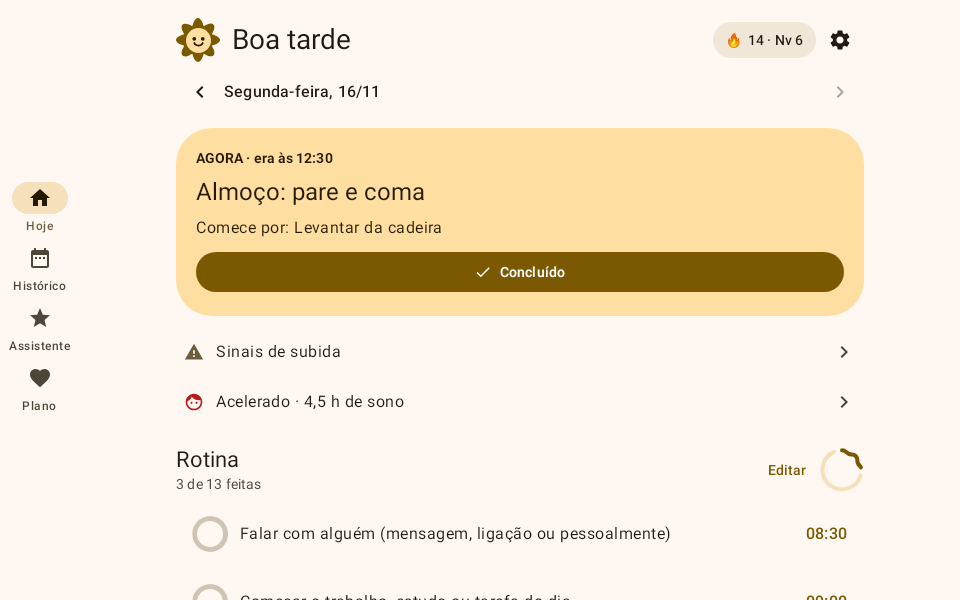 Boa tarde
14 · Nv 6
Segunda-feira, 16/11
AGORA · era às 12:30
Almoço: pare e coma
Comece por: Levantar da cadeira
Concluído
Hoje
Histórico
Assistente
Plano
Sinais de subida
Acelerado · 4,5 h de sono
Rotina
3 de 13 feitas
Editar
Falar com alguém (mensagem, ligação ou pessoalmente)
08:30